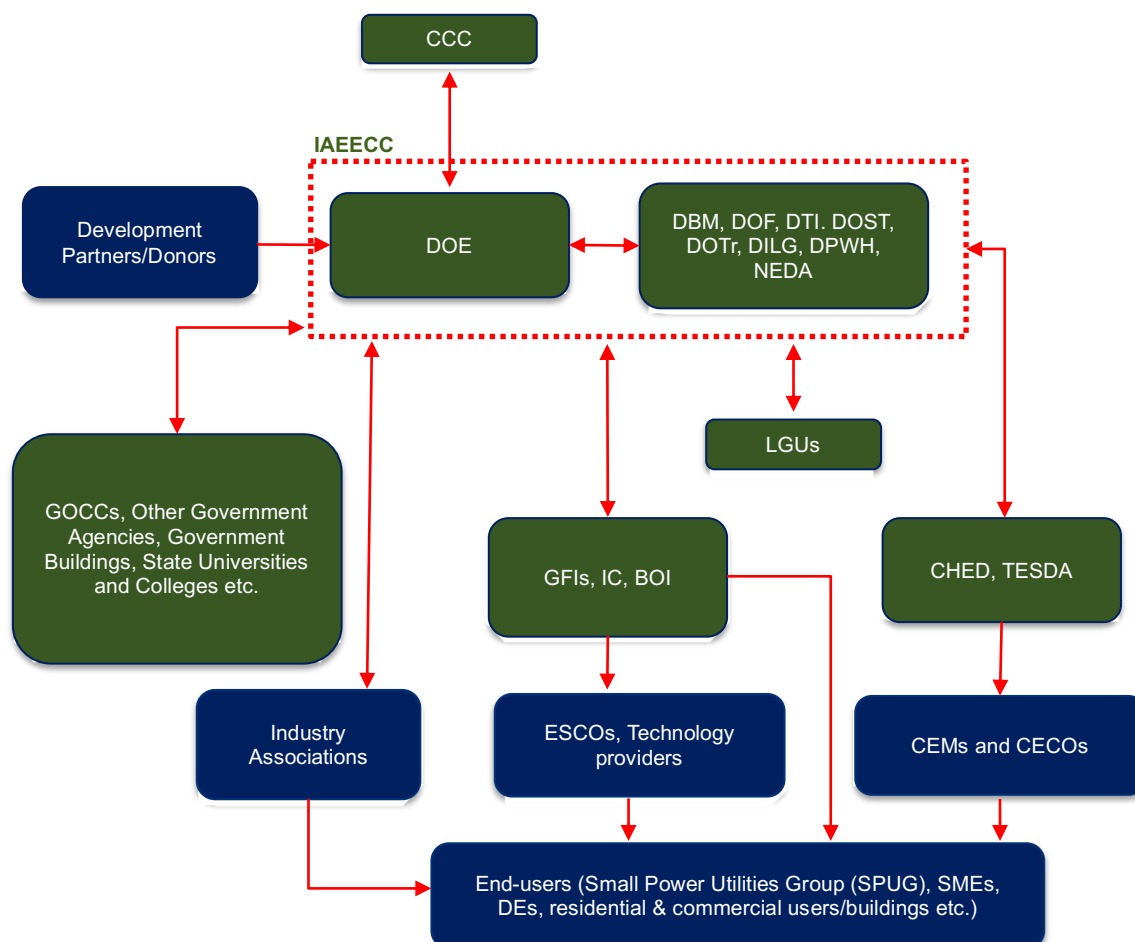 CCC
IAEECC
Development
Partners/Donors
DOE
DBM, DOF, DTI. DOST,
DOTr, DILG, DPWH,
NEDA
LGUs
GOCCs, Other Government
Agencies, Government
Buildings, State Universities
and Colleges etc.
GFIs, IC, BOI
CHED, TESDA
Industry
Associations
ESCOs, Technology
providers
CEMs and CECOs
End-users (Small Power Utilities Group (SPUG), SMEs,
DEs, residential & commercial users/buildings etc.)